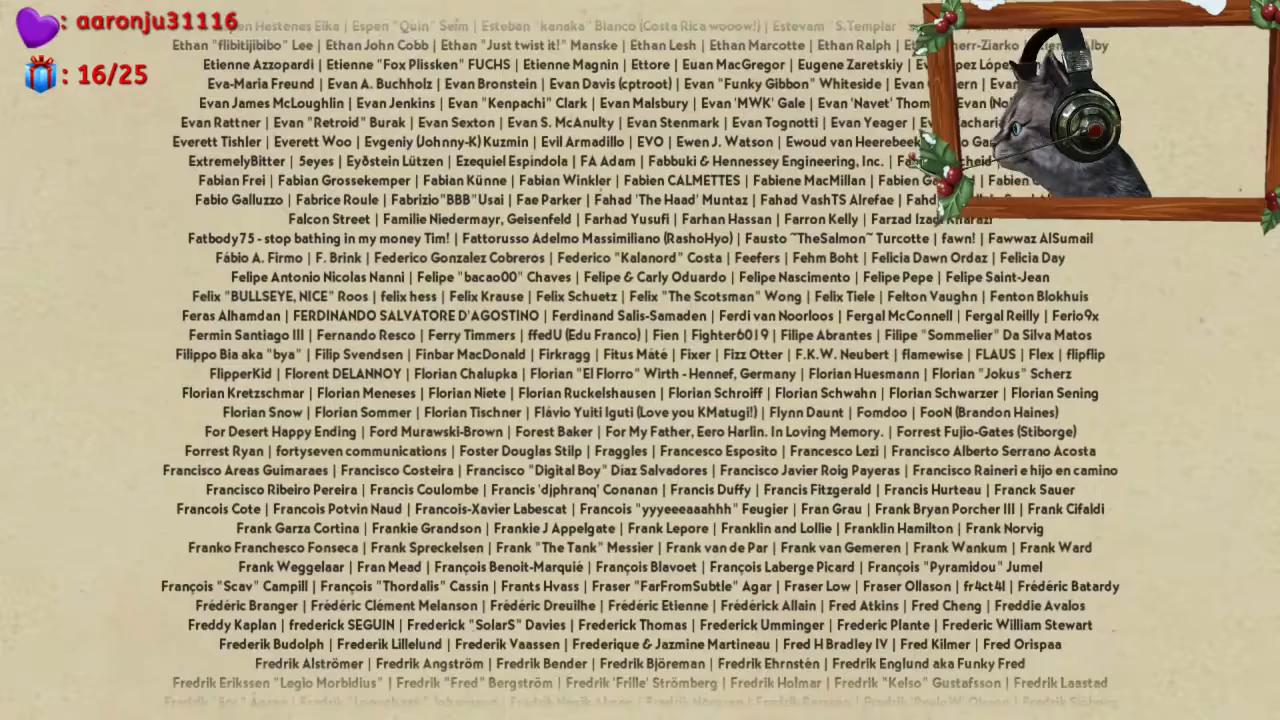 : aaronju31116
: 16/25
en Hestenes Eika | Espen "Quin" Seim | Esteban "kanaka" Blanco (Costa Rica wooow!) | Estevam "S.Templar
Ethan "flibitijibibo" Lee | Ethan John Cobb | Ethan "Just twist it!" Manske | Ethan Lesh | Ethan Marcotte | Ethan Ralph |
Etienne Azzopardi | Etienne "Fox Plissken" FUCHS | Etienne Magnin | Ettore | Euan MacGregor | Eugene Zaretskiy |
Eva-Maria Freund | Evan A. Buchholz | Evan Bronstein | Evan Davis (cptroot) | Evan "Funky Gibbon" Whiteside |
Evan James McLoughlin | Evan Jenkins | Evan "Kenpachi" Clark | Evan Malsbury | Evan 'MWK' Gale | Evan 'Navet' Thom
Evan Rattner | Evan "Retroid" Burak | Evan Sexton | Evan S. McAnulty | Evan Stenmark | Evan Tognotti | Evan Yeager |
Everett Tishler | Everett Woo | Evgeniy (Johnny-K) Kuzmin | Evil Armadillo | EVO | Ewen J. Watson | Ewoud van Heerebeek
ExtremelyBitter | 5eyes | Eyðstein Lützen | Ezequiel Espindola | FA Adam | Fabbuki & Hennessey Engineering, Inc. |
Fabian Frei | Fabian Grossekemper | Fabian Künne | Fabian Winkler | Fabien CALMETTES | Fabiene MacMillan | Fabien
Fabio Galluzzo | Fabrice Roule | Fabrizio"BBB"Usai | Fae Parker | Fahad 'The Haad' Muntaz | Fahad VashTS Alrefae |
Falcon Street | Familie Niedermayr, Geisenfeld | Farhad Yusufi | Farhan Hassan | Farron Kelly | Farzad Izadi Kharazi
Fatbody75 - stop bathing in my money Tim! | Fattorusso Adelmo Massimiliano (RashoHyo) | Fausto ~TheSalmon~ Turcotte | fawn! | Fawwaz AlSumail
Fábio A. Firmo | F. Brink | Federico Gonzalez Cobreros | Federico "Kalanord" Costa | Feefers | Fehm Boht | Felicia Dawn Ordaz | Felicia Day
Felipe Antonio Nicolas Nanni | Felipe "bacao00" Chaves | Felipe & Carly Oduardo | Felipe Nascimento | Felipe Pepe | Felipe Saint-Jean
Felix "BULLSEYE, NICE" Roos | felix hess | Felix Krause | Felix Schuetz | Felix "The Scotsman" Wong | Felix Tiele | Felton Vaughn | Fenton Blokhuis
Feras Alhamdan | FERDINANDO SALVATORE D'AGOSTINO | Ferdinand Salis-Samaden | Ferdi van Noorloos | Fergal McConnell | Fergal Reilly | Ferio9x
Fermin Santiago III | Fernando Resco | Ferry Timmers | ffedU (Edu Franco) | Fien | Fighter6019 | Filipe Abrantes | Filipe "Sommelier" Da Silva Matos
Filippo Bia aka "bya" | Filip Svendsen | Finbar MacDonald | Firkragg | Fitus Máté | Fixer | Fizz Otter | F.K.W. Neubert | flamewise | FLAUS | Flex | flipflip
FlipperKid | Florent DELANNOY | Florian Chalupka | Florian "El Florro" Wirth - Hennef, Germany | Florian Huesmann | Florian "Jokus" Scherz
Florian Kretzschmar | Florian Meneses | Florian Niete | Florian Ruckelshausen | Florian Schroiff | Florian Schwahn | Florian Schwarzer | Florian Sening
Florian Snow | Florian Sommer | Florian Tischner | Flávio Yuiti Iguti (Love you KMatugi!) | Flynn Daunt | Fomdoo | FooN (Brandon Haines)
For Desert Happy Ending | Ford Murawski-Brown | Forest Baker | For My Father, Eero Harlin. In Loving Memory. | Forrest Fujio-Gates (Stiborge)
Forrest Ryan | fortyseven communications | Foster Douglas Stilp | Fraggles | Francesco Esposito | Francesco Lezi | Francisco Alberto Serrano Acosta
Francisco Areas Guimaraes | Francisco Costeira | Francisco "Digital Boy" Díaz Salvadores | Francisco Javier Roig Payeras | Francisco Raineri e hijo en camino
Francisco Ribeiro Pereira | Francis Coulombe | Francis 'djphranq' Conanan | Francis Duffy | Francis Fitzgerald | Francis Hurteau | Franck Sauer
Francois Cote | Francois Potvin Naud | Francois-Xavier Labescat | Francois "yyyeeeaaahhh" Feugier | Fran Grau | Frank Bryan Porcher III | Frank Cifaldi
Frank Garza Cortina | Frankie Grandson | Frankie J Applegate | Frank Lepore | Franklin and Lollie | Franklin Hamilton | Frank Norvig
Franko Franchesco Fonseca | Frank Spreckelsen | Frank "The Tank" Messier | Frank van de Par | Frank van Gemeren | Frank Wankum | Frank Ward
Frank Weggelaar | Fran Mead | François Benoit-Marquié | François Blavoet | François Laberge Picard | François "Pyramidou" Jumel
François "Scav" Campill | François "Thordalis" Cassin | Frants Hvass | Fraser "FarFromSubtle" Agar | Fraser Low | Fraser Ollason | fr4ct4l | Frédéric Batardy
Frédéric Branger | Frédéric Clément Melanson | Frédéric Dreuilhe | Frédéric Etienne | Frédérick Allain | Fred Atkins | Fred Cheng | Freddie Avalos
Freddy Kaplan | frederick SEGUIN | Frederick "SolarS" Davies | Frederick Thomas | Frederick Umminger | Frederic Plante | Frederic William Stewart
Frederik Budolph | Frederik Lillelund | Frederik Vaassen | Frederique & Jazmine Martineau | Fred H Bradley IV | Fred Kilmer | Fred Orispaa
Fredrik Alströmer | Fredrik Angström | Fredrik Bender | Fredrik Björeman | Fredrik Ehrnstén | Fredrik Englund aka Funky Fred
Fredrik Erikssen "Legio Morbidius" | Fredrik "Fred" Bergström | Fredrik 'Frille' Strömberg | Fredrik Holmar | Fredrik "Kelso" Gustafsson | Fredrik Laastad